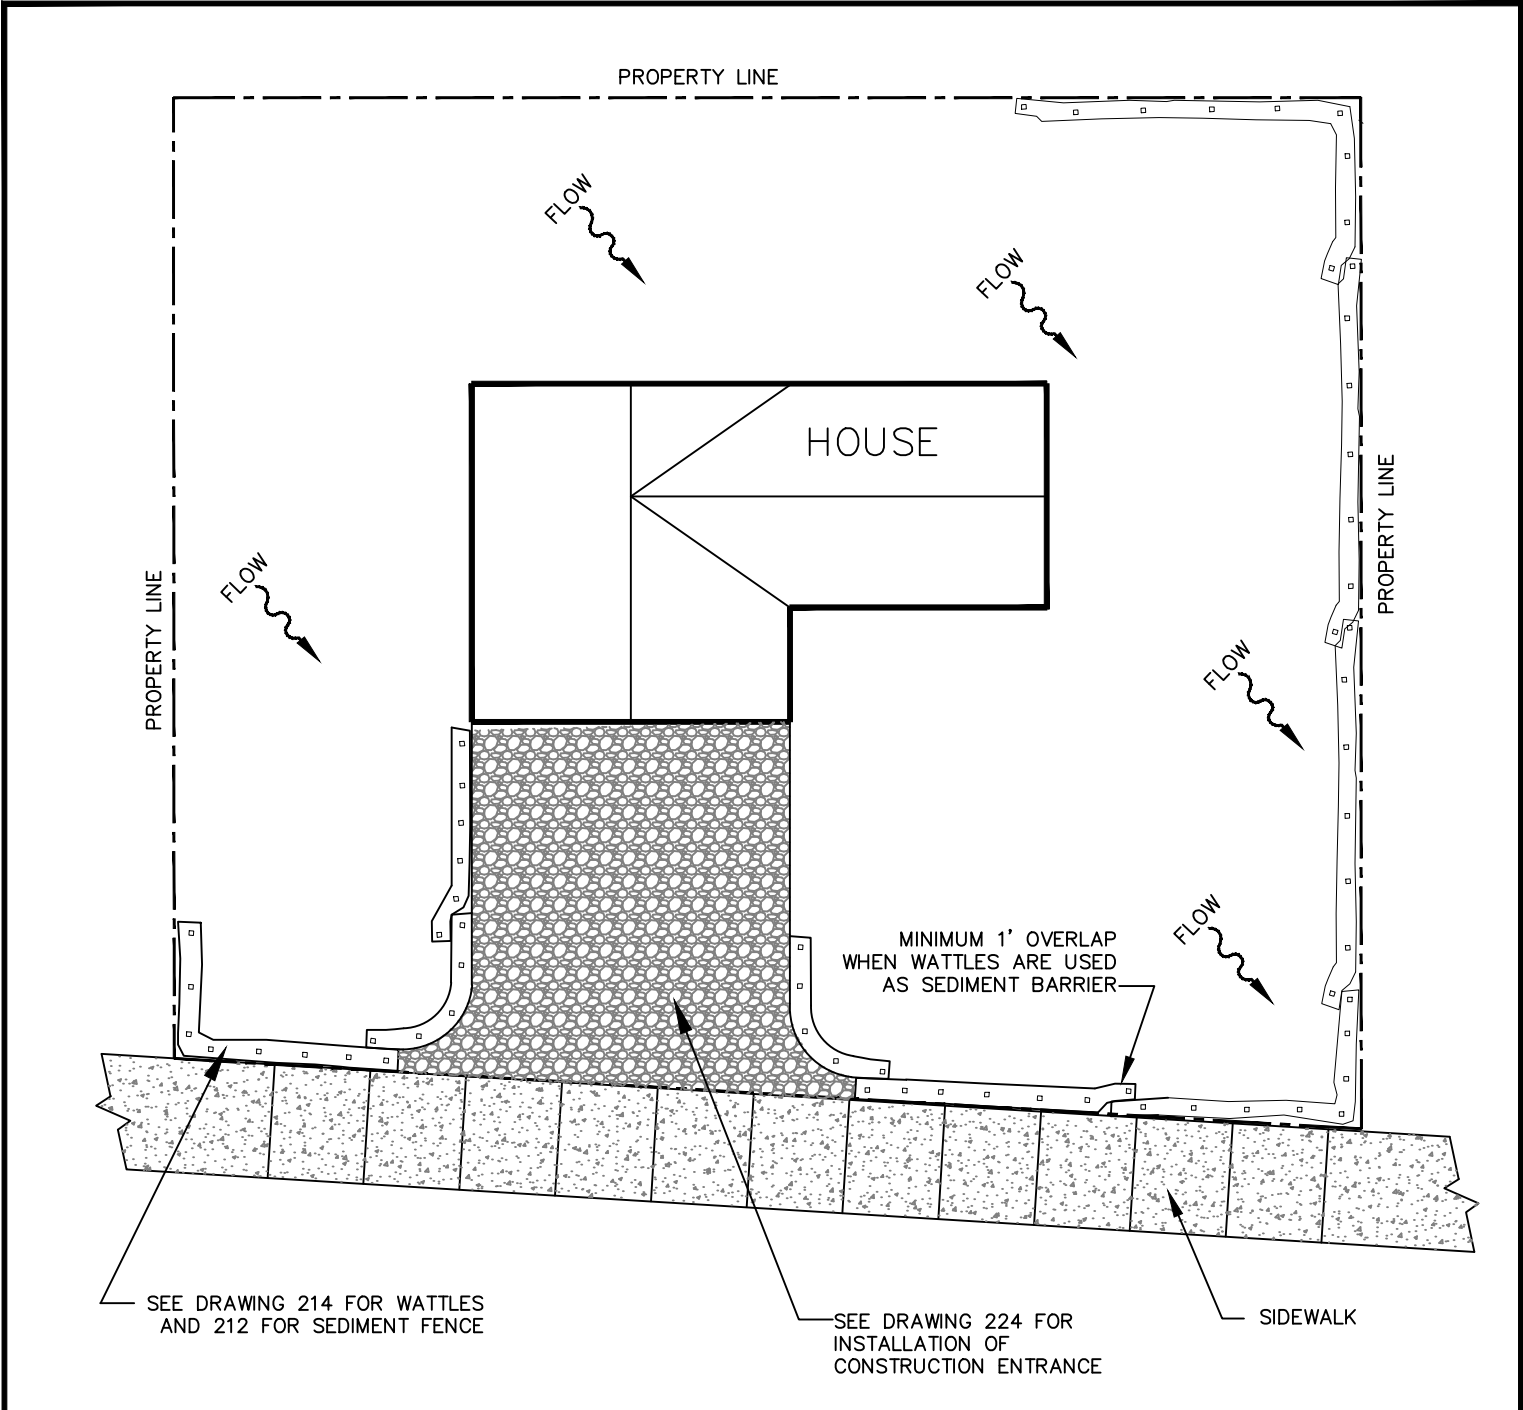 PROPERTY LINE
FLOW
FLOW
HOUSE
PROPERTY LINE
FLOW
PROPERTY LINE
FLOW
FLOW
MINIMUM 1' OVERLAP
WHEN WATTLES ARE USED
AS SEDIMENT BARRIER
SEE DRAWING 214 FOR WATTLES
AND 212 FOR SEDIMENT FENCE
SEE DRAWING 224 FOR
INSTALLATION OF
CONSTRUCTION ENTRANCE
SIDEWALK